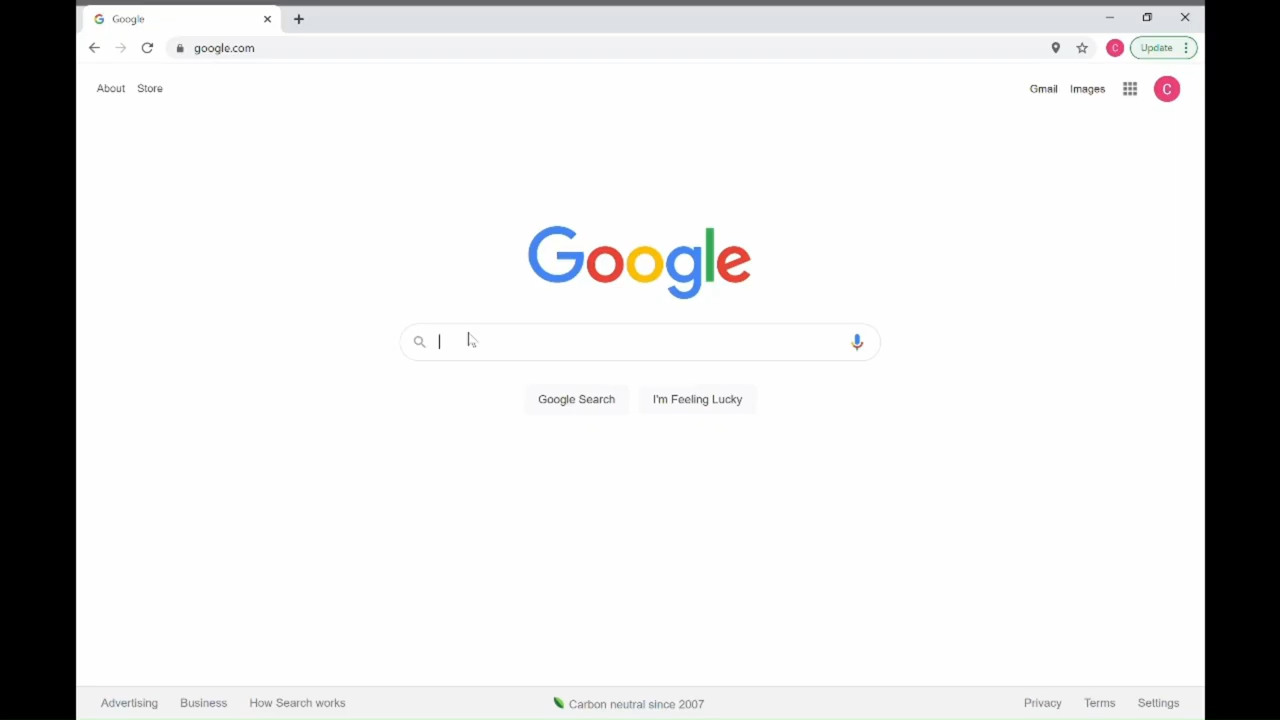 Google
google.com
C
Update
About
Store
Gmail
Images
C
Google
Google Search
I'm Feeling Lucky
Advertising
Business
How Search works
Carbon neutral since 2007
Privacy
Terms
Settings